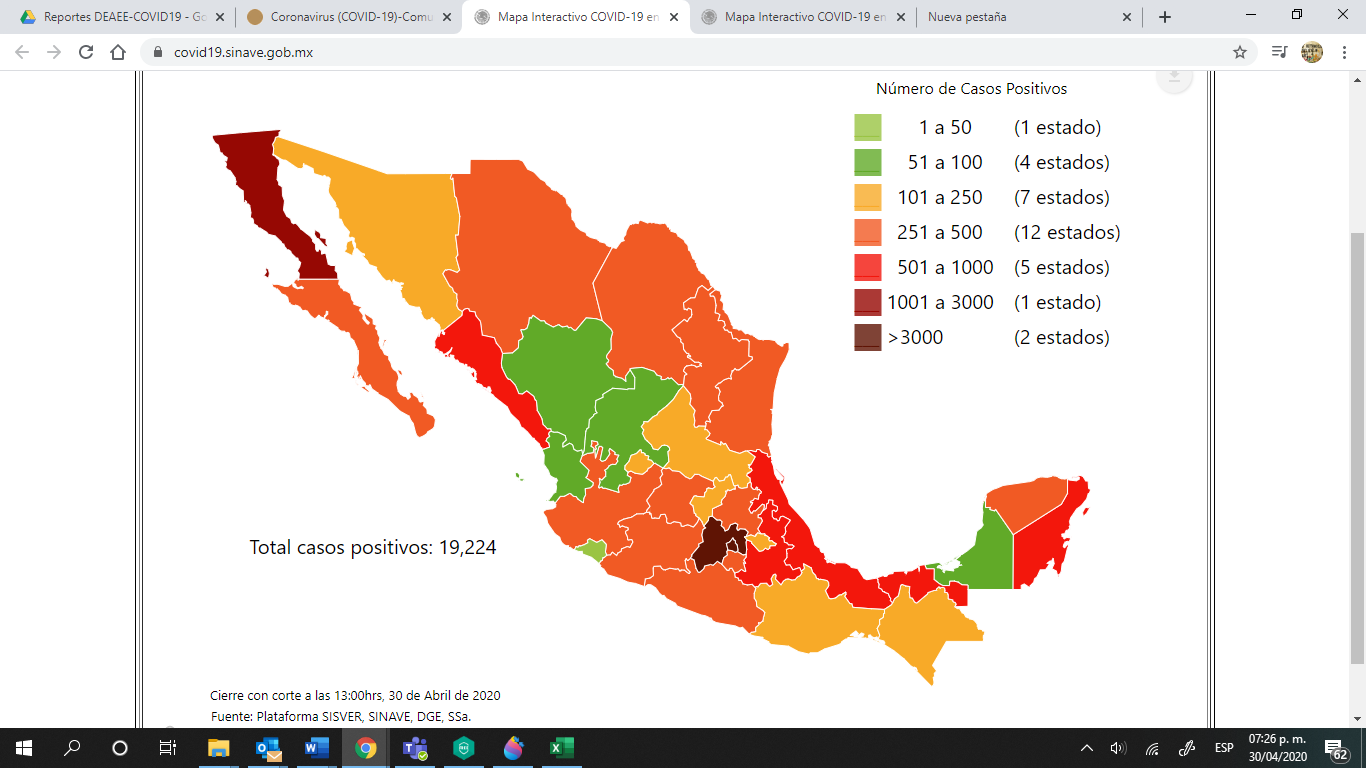 Reportes DEAEE-COVID19 - Go
Coronavirus (COVID-19)-Comu
Mapa Interactivo COVID-19 en
Mapa Interactivo COVID-19 en
Nueva pestaña
covid19.sinave.gob.mx
Número de Casos Positivos
1 a 50 (1 estado)
51 a 100 (4 estados)
101 a 250 (7 estados)
251 a 500 (12 estados)
501 a 1000 (5 estados)
1001 a 3000 (1 estado)
>3000 (2 estados)
Total casos positivos: 19,224
Cierre con corte a las 13:00hrs, 30 de Abril de 2020
Fuente: Plataforma SISVER, SINAVE, DGE, SSa.
ESP
07:26 p. m.
30/04/2020
62